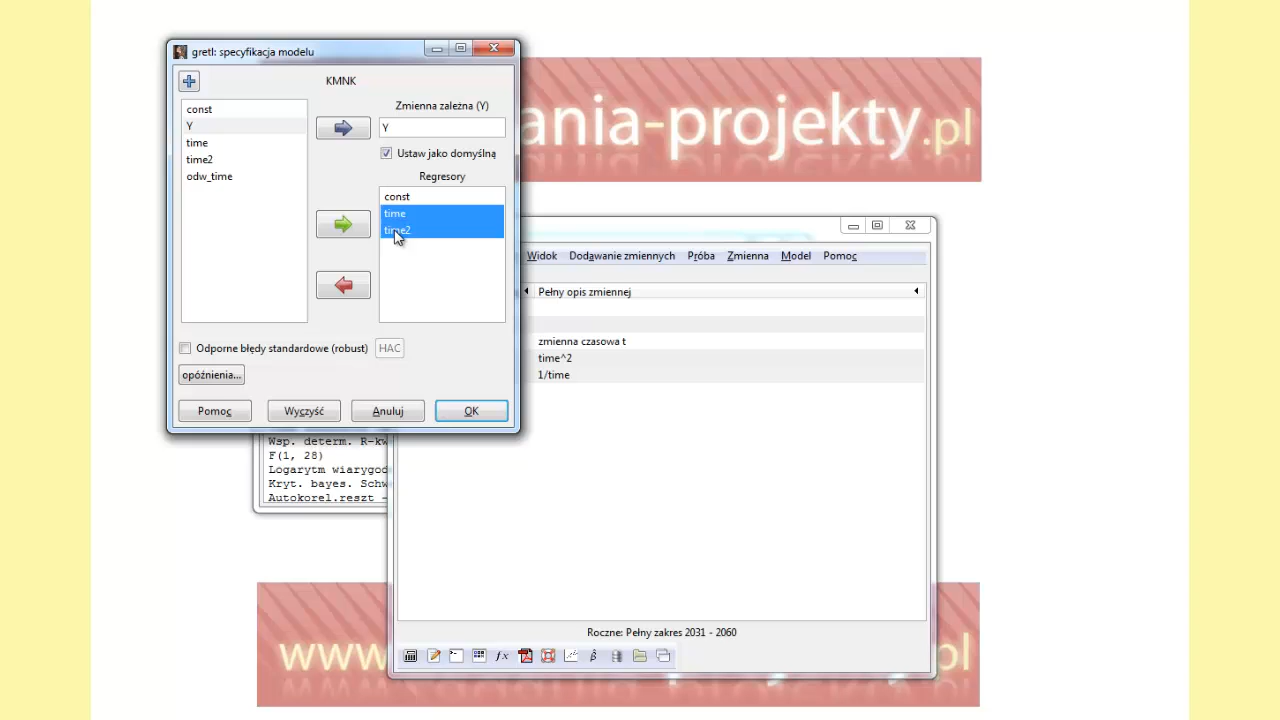 gretl: specyfikacja modelu
KMNK
const
Y
time
time2
odw_time
Zmienna zależna (Y)
Y
Ustaw jako domyślną
Regresory
const
time
time2
Odporne błędy standardowe (robust)
HAC
opóźnienia...
Pomoc
Wyczyść
Anuluj
OK
ania-projekty.pl
Widok
Dodawanie zmiennych
Próba
Zmienna
Model
Pomoc
Pełny opis zmiennej
zmienna czasowa t
time^2
1/time
Wsp. determ. R-kw
F(1, 28)
Logarytm wiarygod
Kryt. bayes. Schw
Autokorel.reszt -
Roczne: Pełny zakres 2031 - 2060
fx
β̂
www
pl